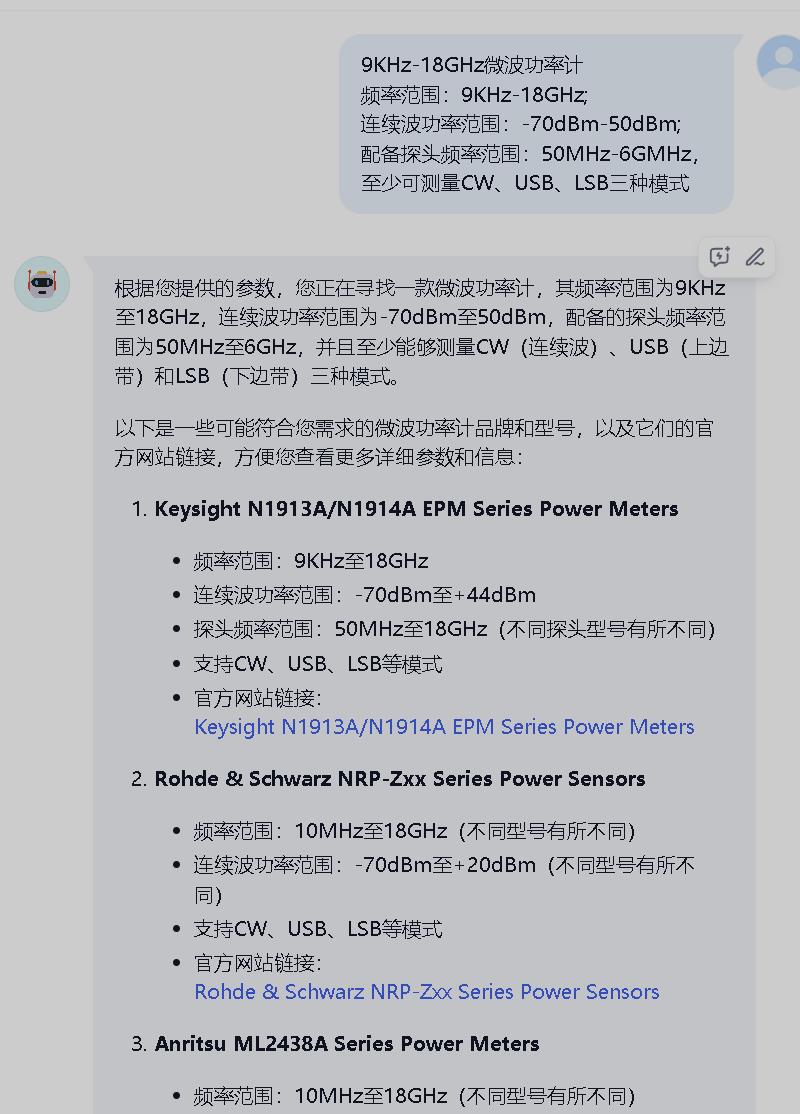 9KHz-18GHz微波功率计
频率范围：9KHz-18GHz;
连续波功率范围：-70dBm-50dBm;
配备探头频率范围：50MHz-6GMHz，
至少可测量CW、USB、LSB三种模式
根据您提供的参数，您正在寻找一款微波功率计，其频率范围为9KHz
至18GHz，连续波功率范围为-70dBm至50dBm，配备的探头频率范
围为50MHz至6GHz，并且至少能够测量CW（连续波）、USB（上边
带）和LSB（下边带）三种模式。
以下是一些可能符合您需求的微波功率计品牌和型号，以及它们的官
方网站链接，方便您查看更多详细参数和信息：
1. Keysight N1913A/N1914A EPM Series Power Meters
• 频率范围：9KHz至18GHz
• 连续波功率范围：-70dBm至+44dBm
• 探头频率范围：50MHz至18GHz（不同探头型号有所不同）
• 支持CW、USB、LSB等模式
• 官方网站链接：
Keysight N1913A/N1914A EPM Series Power Meters
2. Rohde & Schwarz NRP-Zxx Series Power Sensors
• 频率范围：10MHz至18GHz（不同型号有所不同）
• 连续波功率范围：-70dBm至+20dBm（不同型号有所不
同）
• 支持CW、USB、LSB等模式
• 官方网站链接：
Rohde & Schwarz NRP-Zxx Series Power Sensors
3. Anritsu ML2438A Series Power Meters
• 频率范围：10MHz至18GHz（不同型号有所不同）